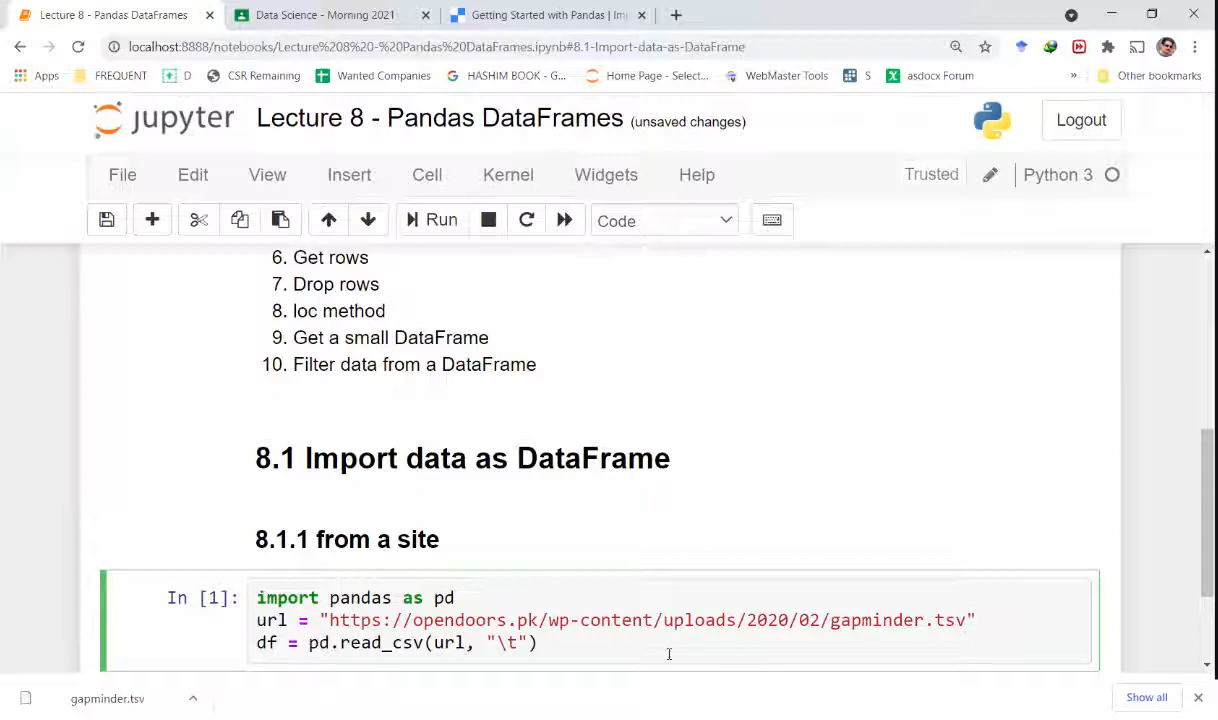 Lecture 8 - Pandas DataFrames
Data Science - Morning 2021
Getting Started with Pandas | Im
localhost:8888/notebooks/Lecture%208%20-%20Pandas%20DataFrames.ipynb#8.1-Import-data-as-DataFrame
Apps FREQUENT D CSR Remaining Wanted Companies HASHIM BOOK - G... Home Page - Select... WebMaster Tools S asdocx Forum » Other bookmarks
jupyter Lecture 8 - Pandas DataFrames (unsaved changes) Logout
File Edit View Insert Cell Kernel Widgets Help Trusted Python 3
Run Code
6. Get rows
7. Drop rows
8. loc method
9. Get a small DataFrame
10. Filter data from a DataFrame
8.1 Import data as DataFrame
8.1.1 from a site
In [1]: import pandas as pd
url = "https://opendoors.pk/wp-content/uploads/2020/02/gapminder.tsv"
df = pd.read_csv(url, "\t")
gapminder.tsv Show all